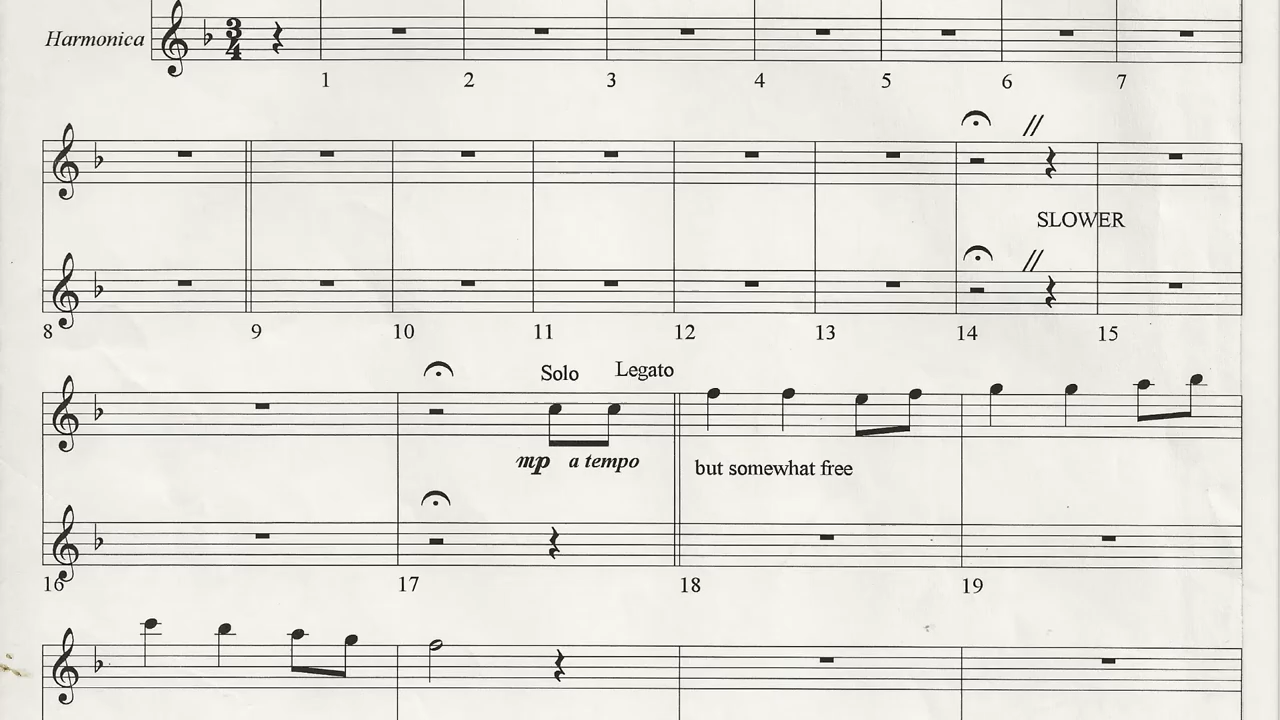 Harmonica 3/4
1 2 3 4 5 6 7
SLOWER
8 9 10 11 12 13 14 15
Solo Legato
mp a tempo
but somewhat free
16 17 18 19